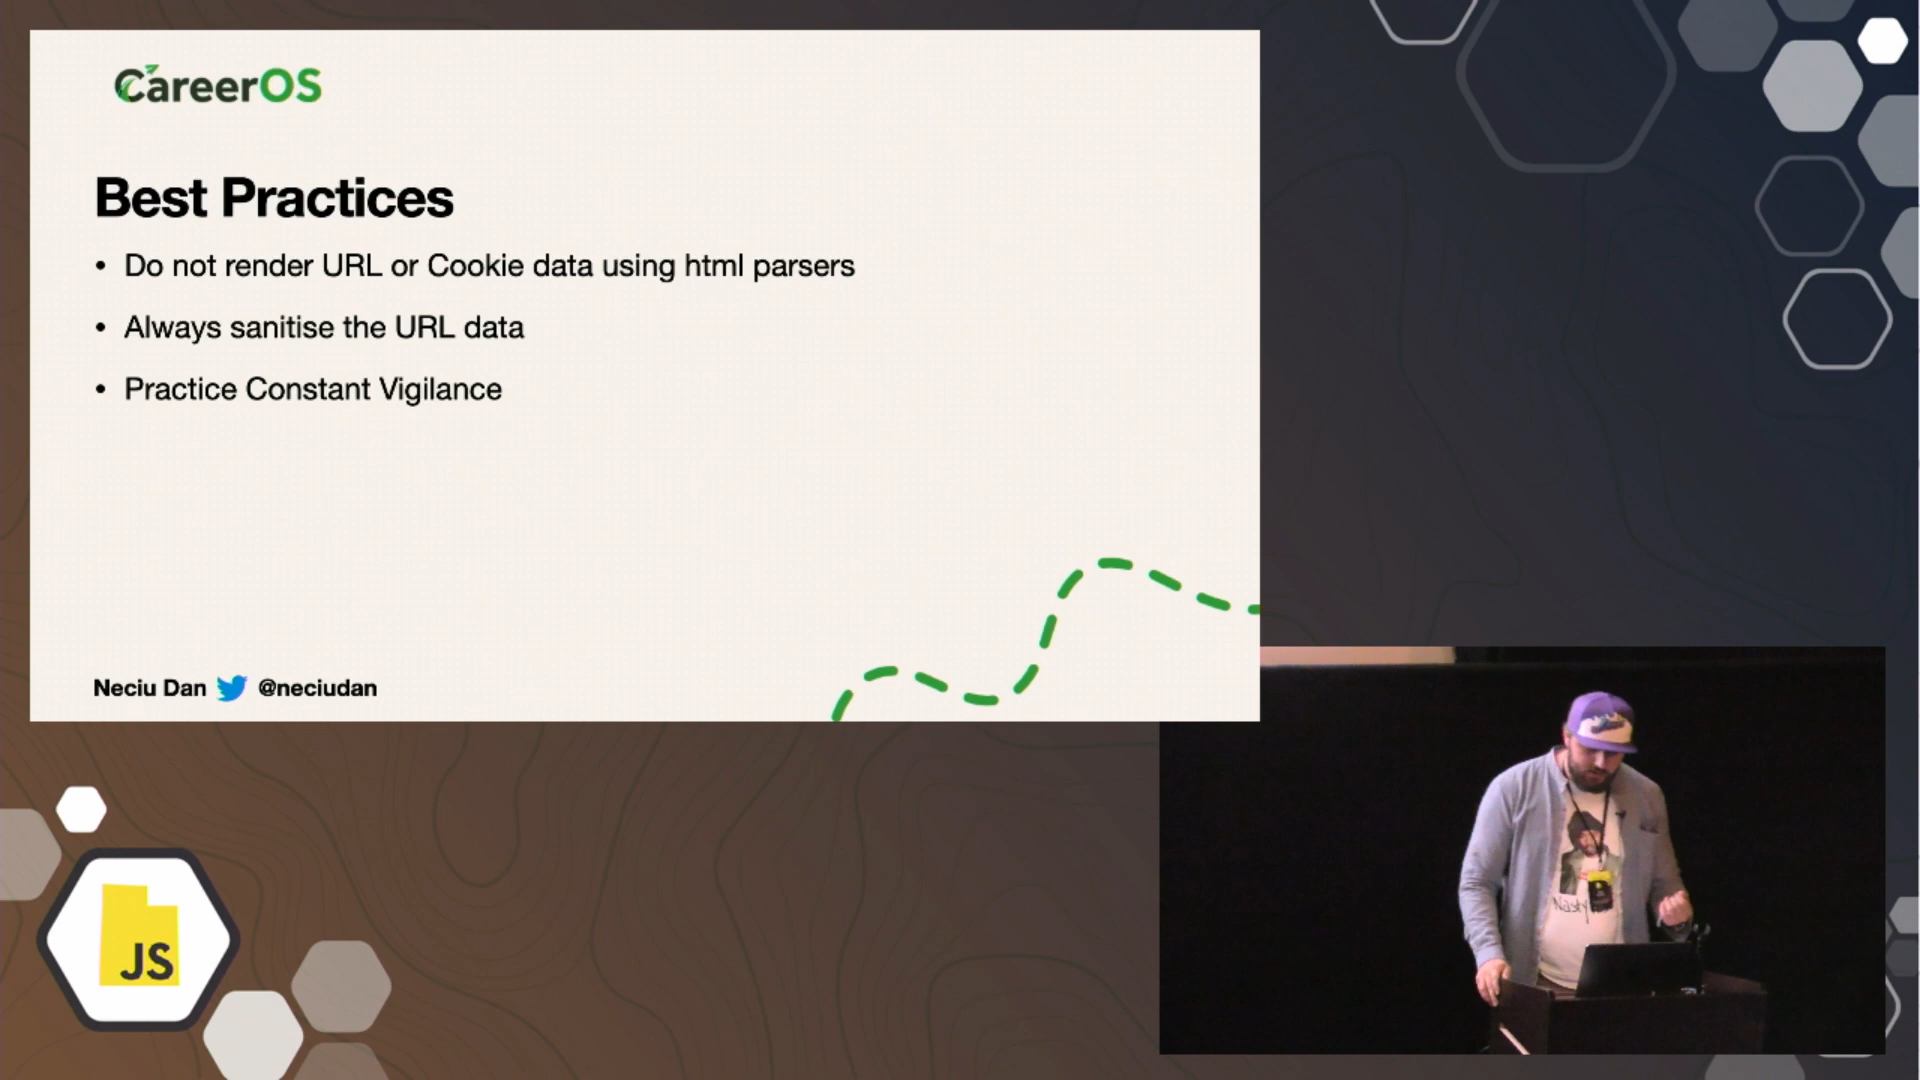 CareerOS
Best Practices
• Do not render URL or Cookie data using html parsers
• Always sanitise the URL data
• Practice Constant Vigilance
Neciu Dan @neciudan
JS
Nasty